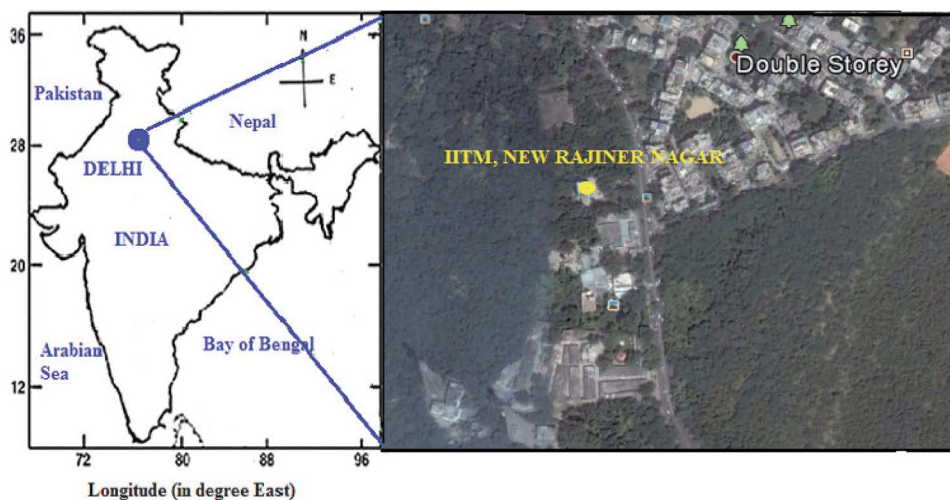 36
28
20
12
72
80
88
96
Longitude (in degree East)
N
E
Pakistan
Nepal
DELHI
INDIA
Bay of Bengal
Arabian
Sea
Double Storey
IITM, NEW RAJINER NAGAR